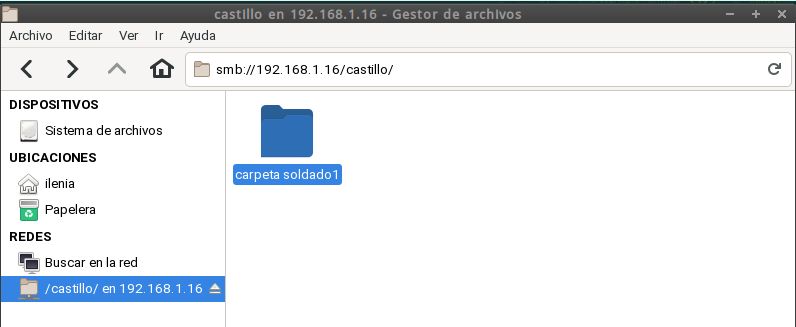 castillo en 192.168.1.16 - Gestor de archivos
Archivo Editar Ver Ir Ayuda
smb://192.168.1.16/castillo/
DISPOSITIVOS
Sistema de archivos
UBICACIONES
ilenia
Papelera
REDES
Buscar en la red
/castillo/ en 192.168.1.16
carpeta soldado1